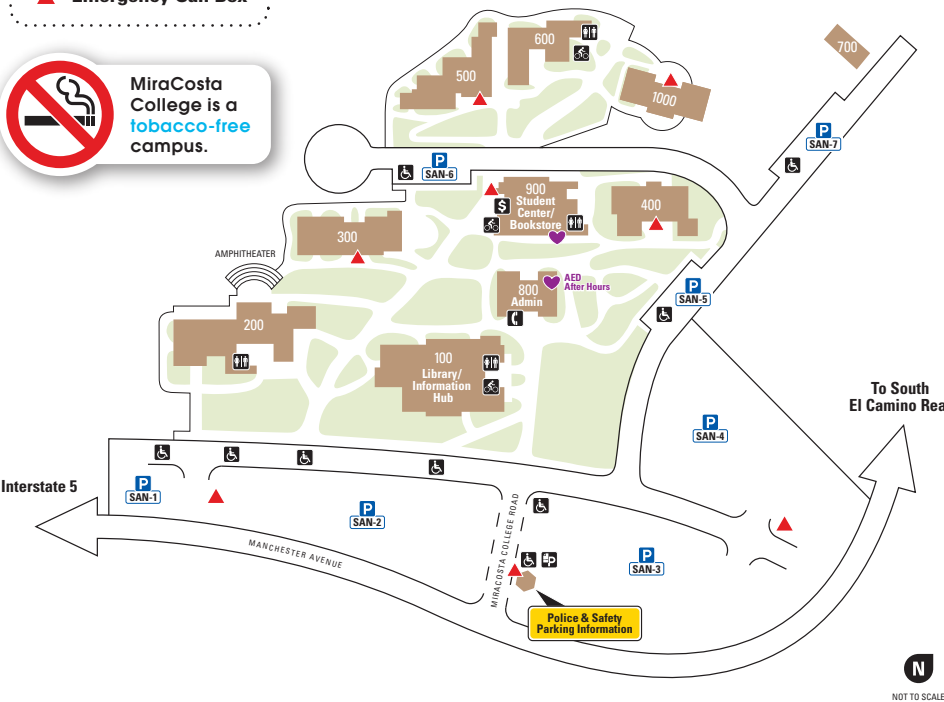 Emergency Call Box
MiraCosta
College is a
tobacco-free
campus.
600
500
700
1000
P
SAN-7
P
SAN-6
900
Student
Center/
Bookstore
$
400
300
AMPHITHEATER
AED
After Hours
800
Admin
P
SAN-5
200
100
Library/
Information
Hub
To South
El Camino Rea
P
SAN-4
Interstate 5
P
SAN-1
P
SAN-2
MANCHESTER AVENUE
MIRACOSTA COLLEGE ROAD
P
P
SAN-3
Police & Safety
Parking Information
N
NOT TO SCALE